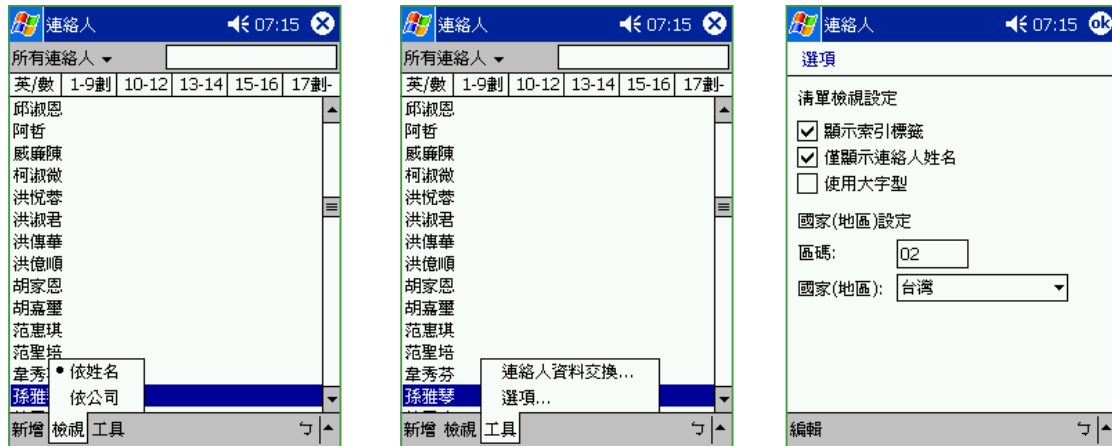 連絡人 07:15
所有連絡人
英/數 1-9劃 10-12 13-14 15-16 17劃-
邱淑恩
阿哲
威廉陳
柯淑微
洪悅蓉
洪淑君
洪傳華
洪億順
胡家恩
胡嘉璽
范惠琪
范聖培
韋秀
孫雅
依姓名
依公司
新增 檢視 工具 ㄅ
連絡人 07:15
所有連絡人
英/數 1-9劃 10-12 13-14 15-16 17劃-
邱淑恩
阿哲
威廉陳
柯淑微
洪悅蓉
洪淑君
洪傳華
洪億順
胡家恩
胡嘉璽
范惠琪
范聖培
韋秀芬
孫雅琴
連絡人資料交換...
選項...
新增 檢視 工具 ㄅ
連絡人 07:15 ok
選項
清單檢視設定
顯示索引標籤
僅顯示連絡人姓名
使用大字型
國家(地區)設定
區碼: 02
國家(地區): 台灣
編輯 ㄅ